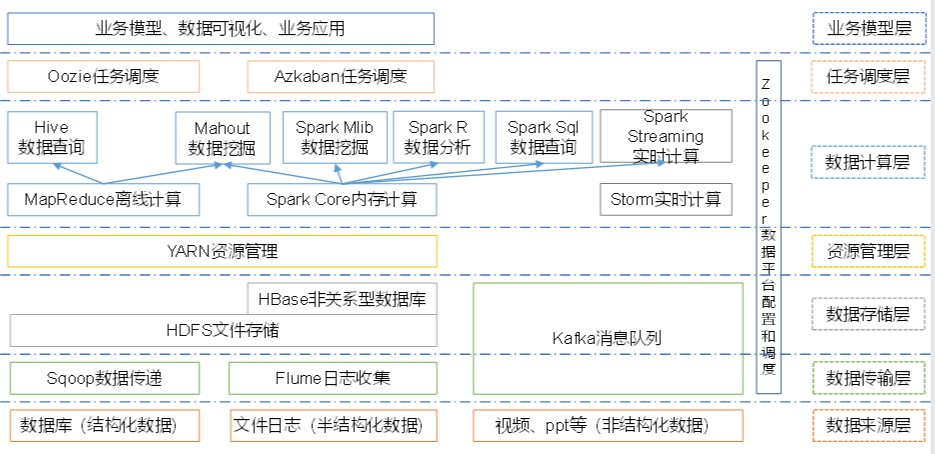 业务模型、数据可视化、业务应用
业务模型层
Oozie任务调度
Azkaban任务调度
任务调度层
Hive
数据查询
Mahout
数据挖掘
Spark Mlib
数据挖掘
Spark R
数据分析
Spark Sql
数据查询
Spark
Streaming
实时计算
数据计算层
MapReduce离线计算
Spark Core内存计算
Storm实时计算
Zookeeper数据平台配置和调度
YARN资源管理
资源管理层
HBase非关系型数据库
HDFS文件存储
Kafka消息队列
数据存储层
Sqoop数据传递
Flume日志收集
数据传输层
数据库（结构化数据）
文件日志（半结构化数据）
视频、ppt等（非结构化数据）
数据来源层